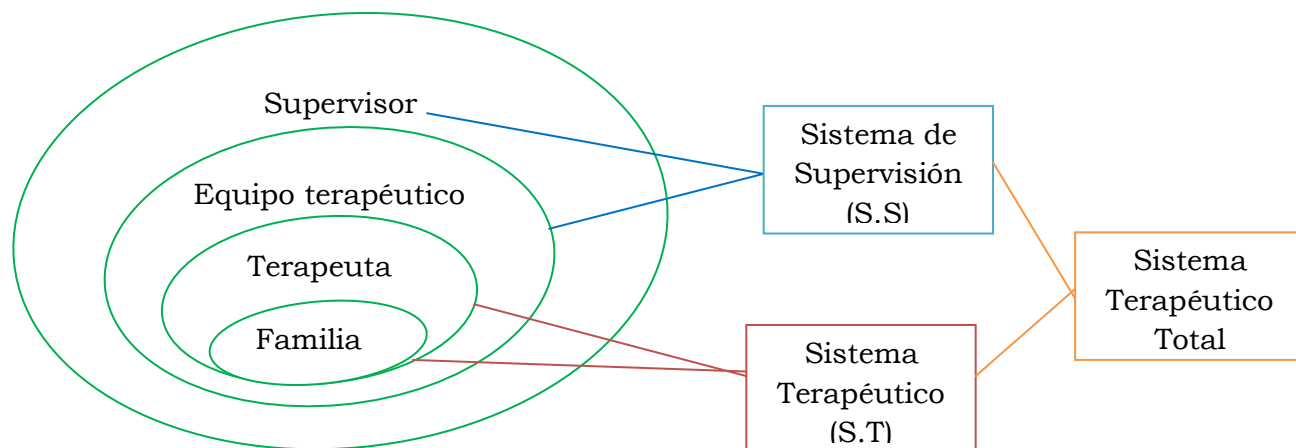 Supervisor
Equipo terapéutico
Terapeuta
Familia
Sistema de
Supervisión
(S.S)
Sistema
Terapéutico
(S.T)
Sistema
Terapéutico
Total